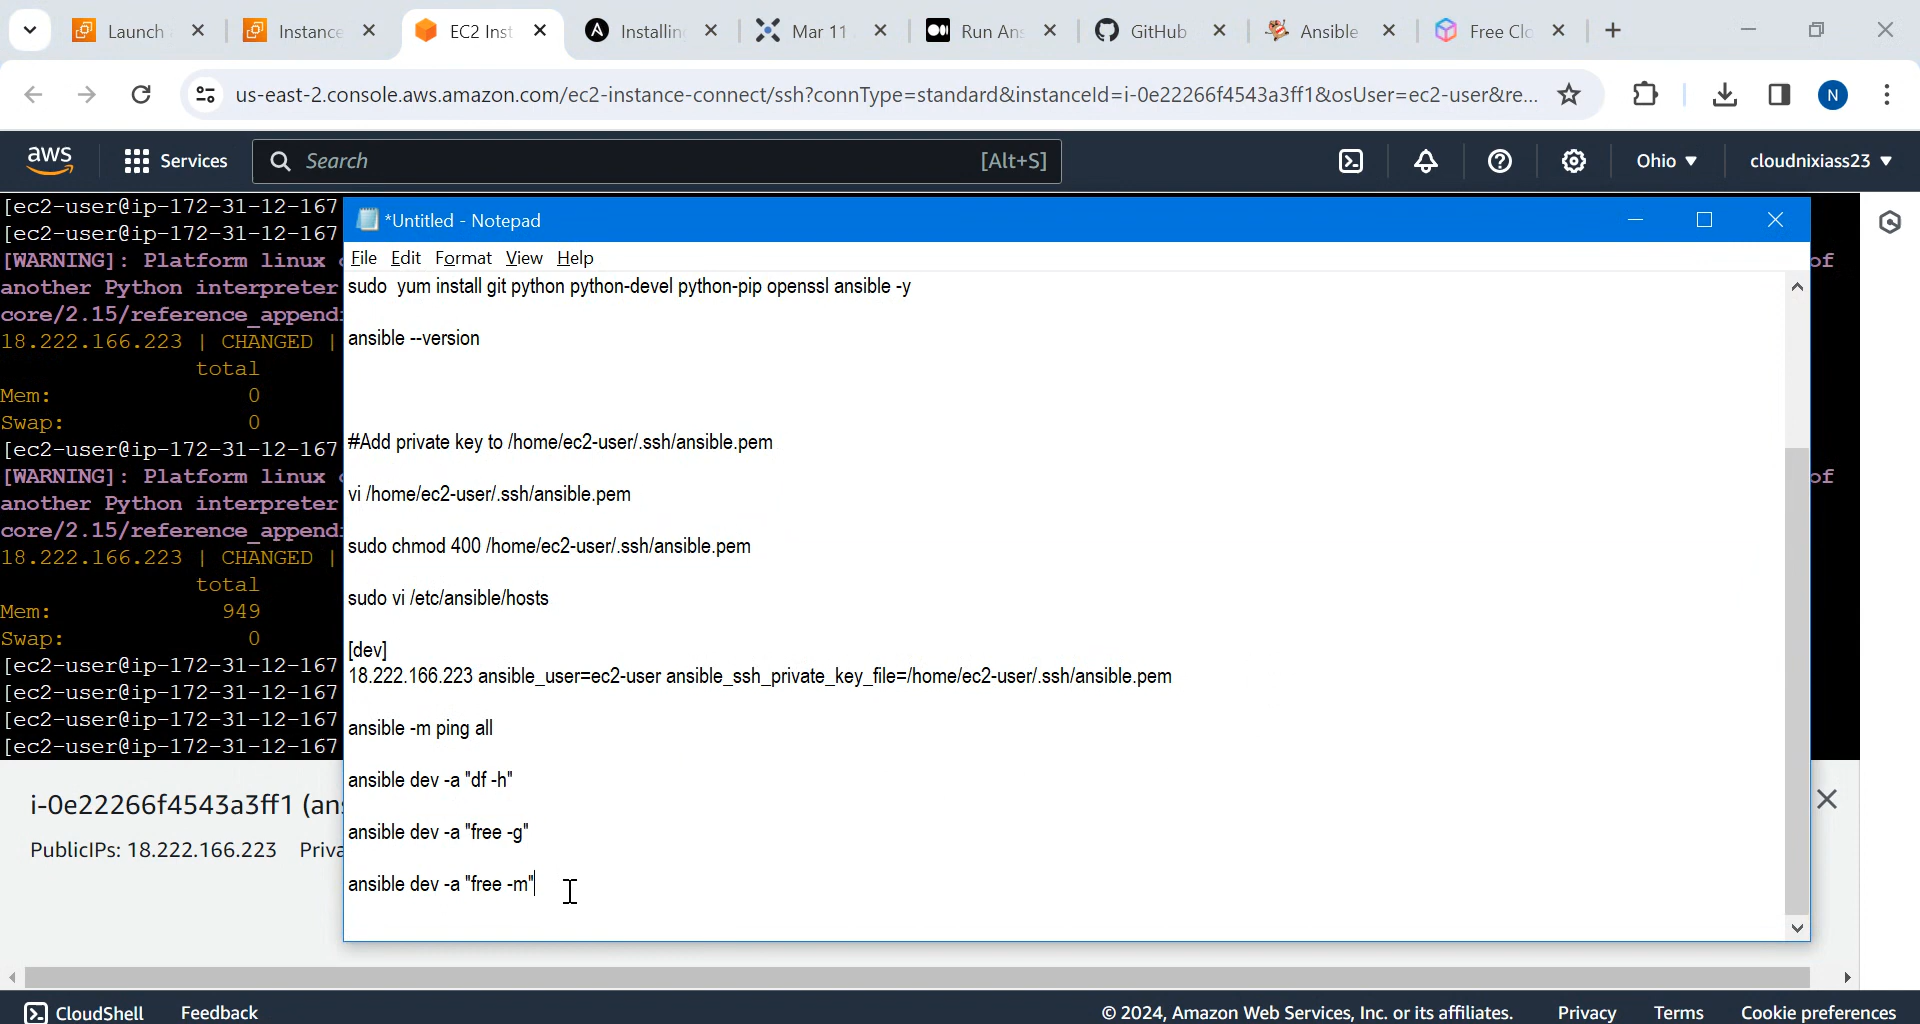 Launch
Instance
EC2 Inst
Installin
Mar 11
Run Ans
GitHub
Ansible
Free Clo
us-east-2.console.aws.amazon.com/ec2-instance-connect/ssh?connType=standard&instanceId=i-0e22266f4543a3ff1&osUser=ec2-user&re...
N
aws
Services
Search
[Alt+S]
Ohio
cloudnixiass23
[ec2-user@ip-172-31-12-167
[ec2-user@ip-172-31-12-167
[WARNING]: Platform linux
of
another Python interpreter
core/2.15/reference_appendi
18.222.166.223 | CHANGED |
total
Mem: 0
Swap: 0
[ec2-user@ip-172-31-12-167
[WARNING]: Platform linux
of
another Python interpreter
core/2.15/reference_appendi
18.222.166.223 | CHANGED |
total
Mem: 949
Swap: 0
[ec2-user@ip-172-31-12-167
[ec2-user@ip-172-31-12-167
[ec2-user@ip-172-31-12-167
[ec2-user@ip-172-31-12-167
*Untitled - Notepad
File Edit Format View Help
sudo  yum install git python python-devel python-pip openssl ansible -y
ansible --version
#Add private key to /home/ec2-user/.ssh/ansible.pem
vi /home/ec2-user/.ssh/ansible.pem
sudo chmod 400 /home/ec2-user/.ssh/ansible.pem
sudo vi /etc/ansible/hosts
[dev]
18.222.166.223 ansible_user=ec2-user ansible_ssh_private_key_file=/home/ec2-user/.ssh/ansible.pem
ansible -m ping all
ansible dev -a "df -h"
ansible dev -a "free -g"
ansible dev -a "free -m"
i-0e22266f4543a3ff1 (ans
PublicIPs: 18.222.166.223 Priva
CloudShell
Feedback
© 2024, Amazon Web Services, Inc. or its affiliates.
Privacy
Terms
Cookie preferences